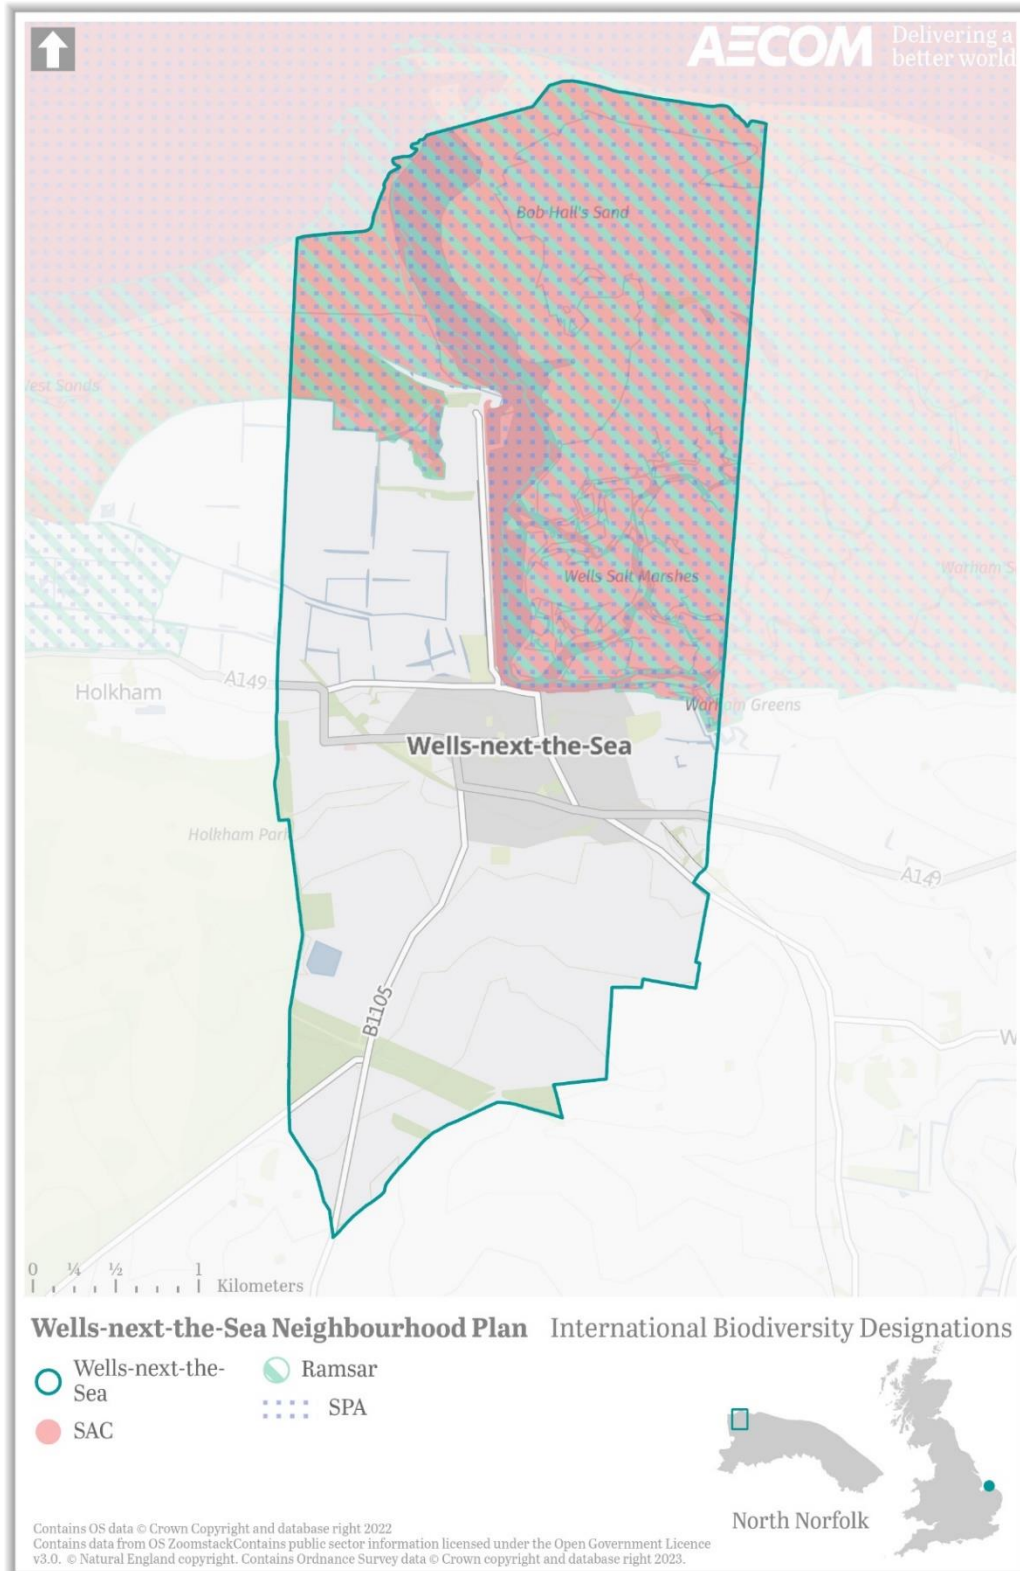 AECOM
Delivering a
better world
Bob Hall's Sand
West Sands
Wells Salt Marshes
Warham S
Holkham
A149
Warham Greens
Wells-next-the-Sea
Holkham Park
A149
B1105
W
0 ¼ ½ 1
Kilometers
Wells-next-the-Sea Neighbourhood Plan International Biodiversity Designations
Wells-next-the-
Sea
Ramsar
SPA
SAC
North Norfolk
Contains OS data © Crown Copyright and database right 2022
Contains data from OS ZoomstackContains public sector information licensed under the Open Government Licence
v3.0. © Natural England copyright. Contains Ordnance Survey data © Crown copyright and database right 2023.